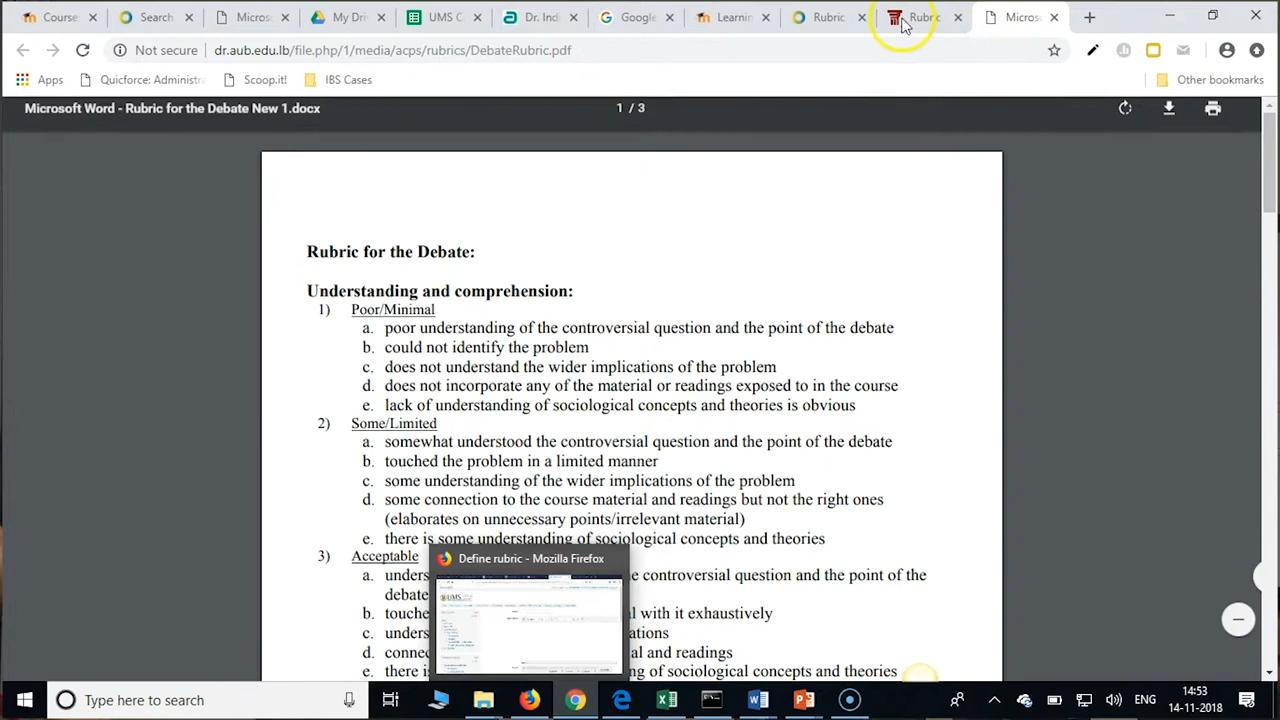 Course
Search
Micros
My Driv
UMS C
Dr. Indi
Google
Learnin
Rubric
Rubric
Micros
Not secure
dr.aub.edu.lb/file.php/1/media/acps/rubrics/DebateRubric.pdf
Apps
Quicforce: Administra
Scoop.it!
IBS Cases
Other bookmarks
Microsoft Word - Rubric for the Debate New 1.docx
1 / 3
Rubric for the Debate:
Understanding and comprehension:
1) Poor/Minimal
a. poor understanding of the controversial question and the point of the debate
b. could not identify the problem
c. does not understand the wider implications of the problem
d. does not incorporate any of the material or readings exposed to in the course
e. lack of understanding of sociological concepts and theories is obvious
2) Some/Limited
a. somewhat understood the controversial question and the point of the debate
b. touched the problem in a limited manner
c. some understanding of the wider implications of the problem
d. some connection to the course material and readings but not the right ones
(elaborates on unnecessary points/irrelevant material)
e. there is some understanding of sociological concepts and theories
3) Acceptable
Define rubric - Mozilla Firefox
a. unders e controversial question and the point of the
debate
b. touche l with it exhaustively
c. unders ations
d. connec al and readings
e. there i ng of sociological concepts and theories
UMS
Type here to search
ENG
14:53
14-11-2018